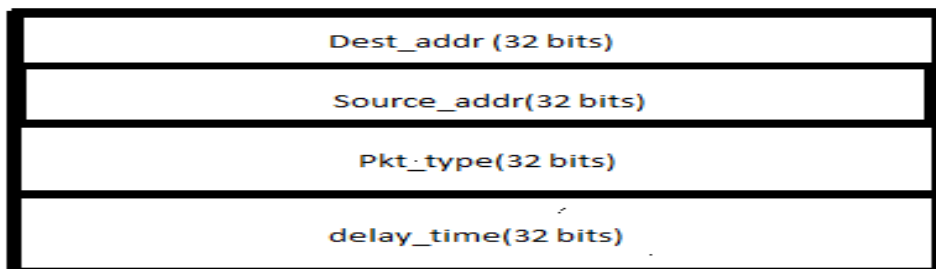 Dest_addr (32 bits)
Source_addr(32 bits)
Pkt_type(32 bits)
delay_time(32 bits)